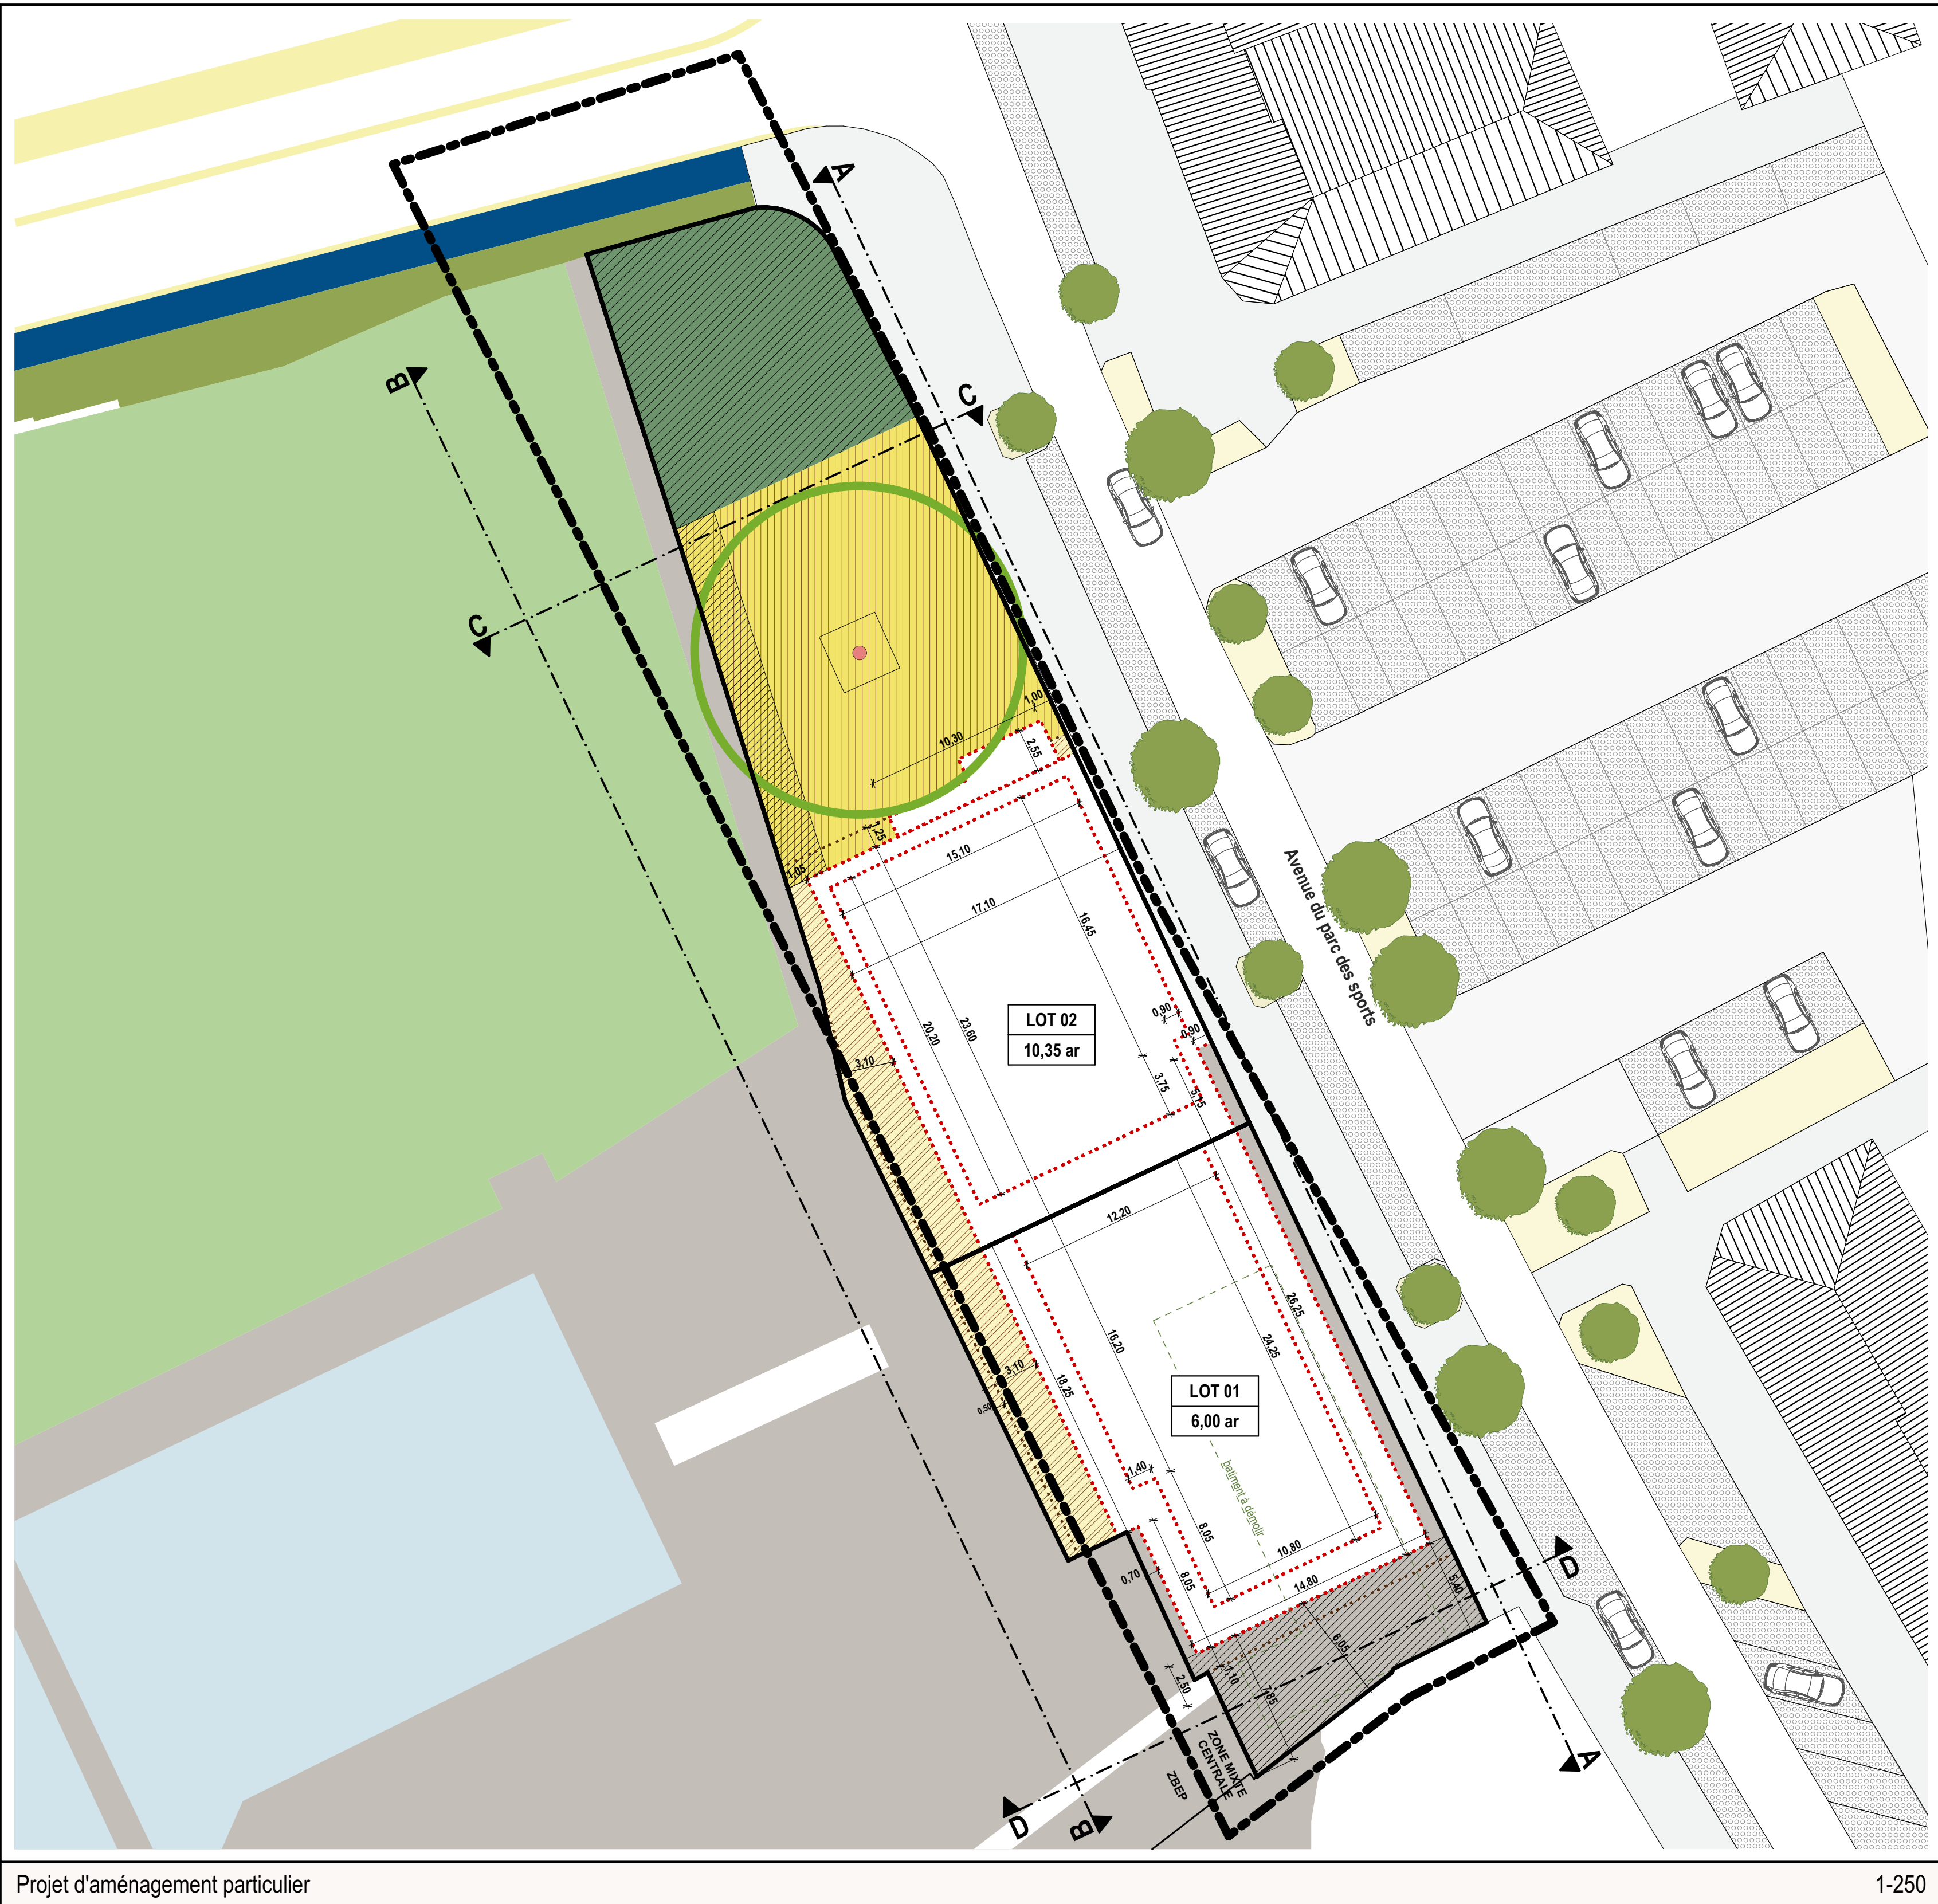 A
B
C
C
1,00
10,30
2,55
1,25
1,05
15,10
17,10
16,45
Avenue du parc des sports
0,90
0,90
LOT 02
10,35 ar
20,20
23,60
3,10
3,75
5,15
12,20
26,25
24,25
16,20
3,10
0,50
18,25
LOT 01
6,00 ar
batiment à démolir
1,40
8,05
10,80
14,80
0,70
8,05
5,40
D
6,05
1,10
7,85
2,50
ZONE MIXTE
CENTRALE
ZBEP
A
D
B
Projet d'aménagement particulier
1-250